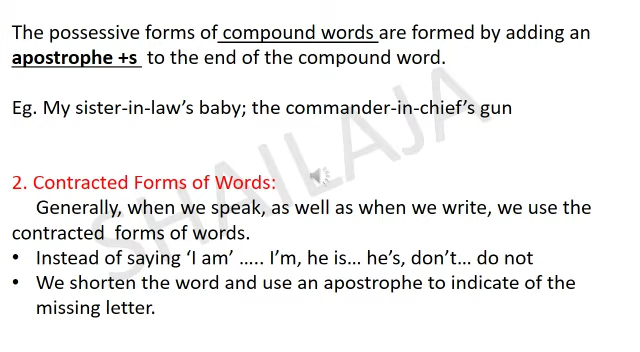 The possessive forms of compound words are formed by adding an
apostrophe +s to the end of the compound word.
Eg. My sister-in-law’s baby; the commander-in-chief’s gun
SHAILAJA
2. Contracted Forms of Words:
Generally, when we speak, as well as when we write, we use the
contracted forms of words.
• Instead of saying ‘I am’ ….. I’m, he is… he’s, don’t… do not
• We shorten the word and use an apostrophe to indicate of the
missing letter.